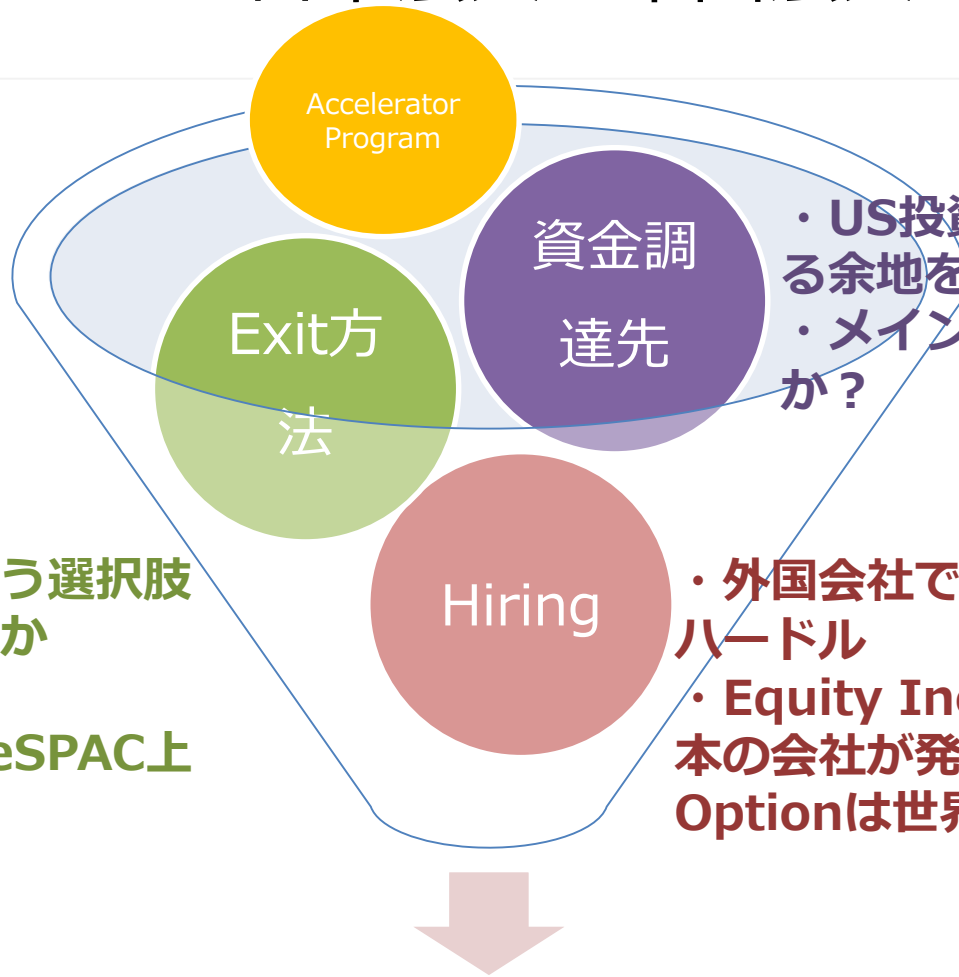 Accelerator
Program
資金調
達先
・US投資
る余地を
・メイン
か？
Exit方
法
う選択肢
か
eSPAC上
Hiring
・外国会社で
ハードル
・Equity In
本の会社が発
Optionは世界